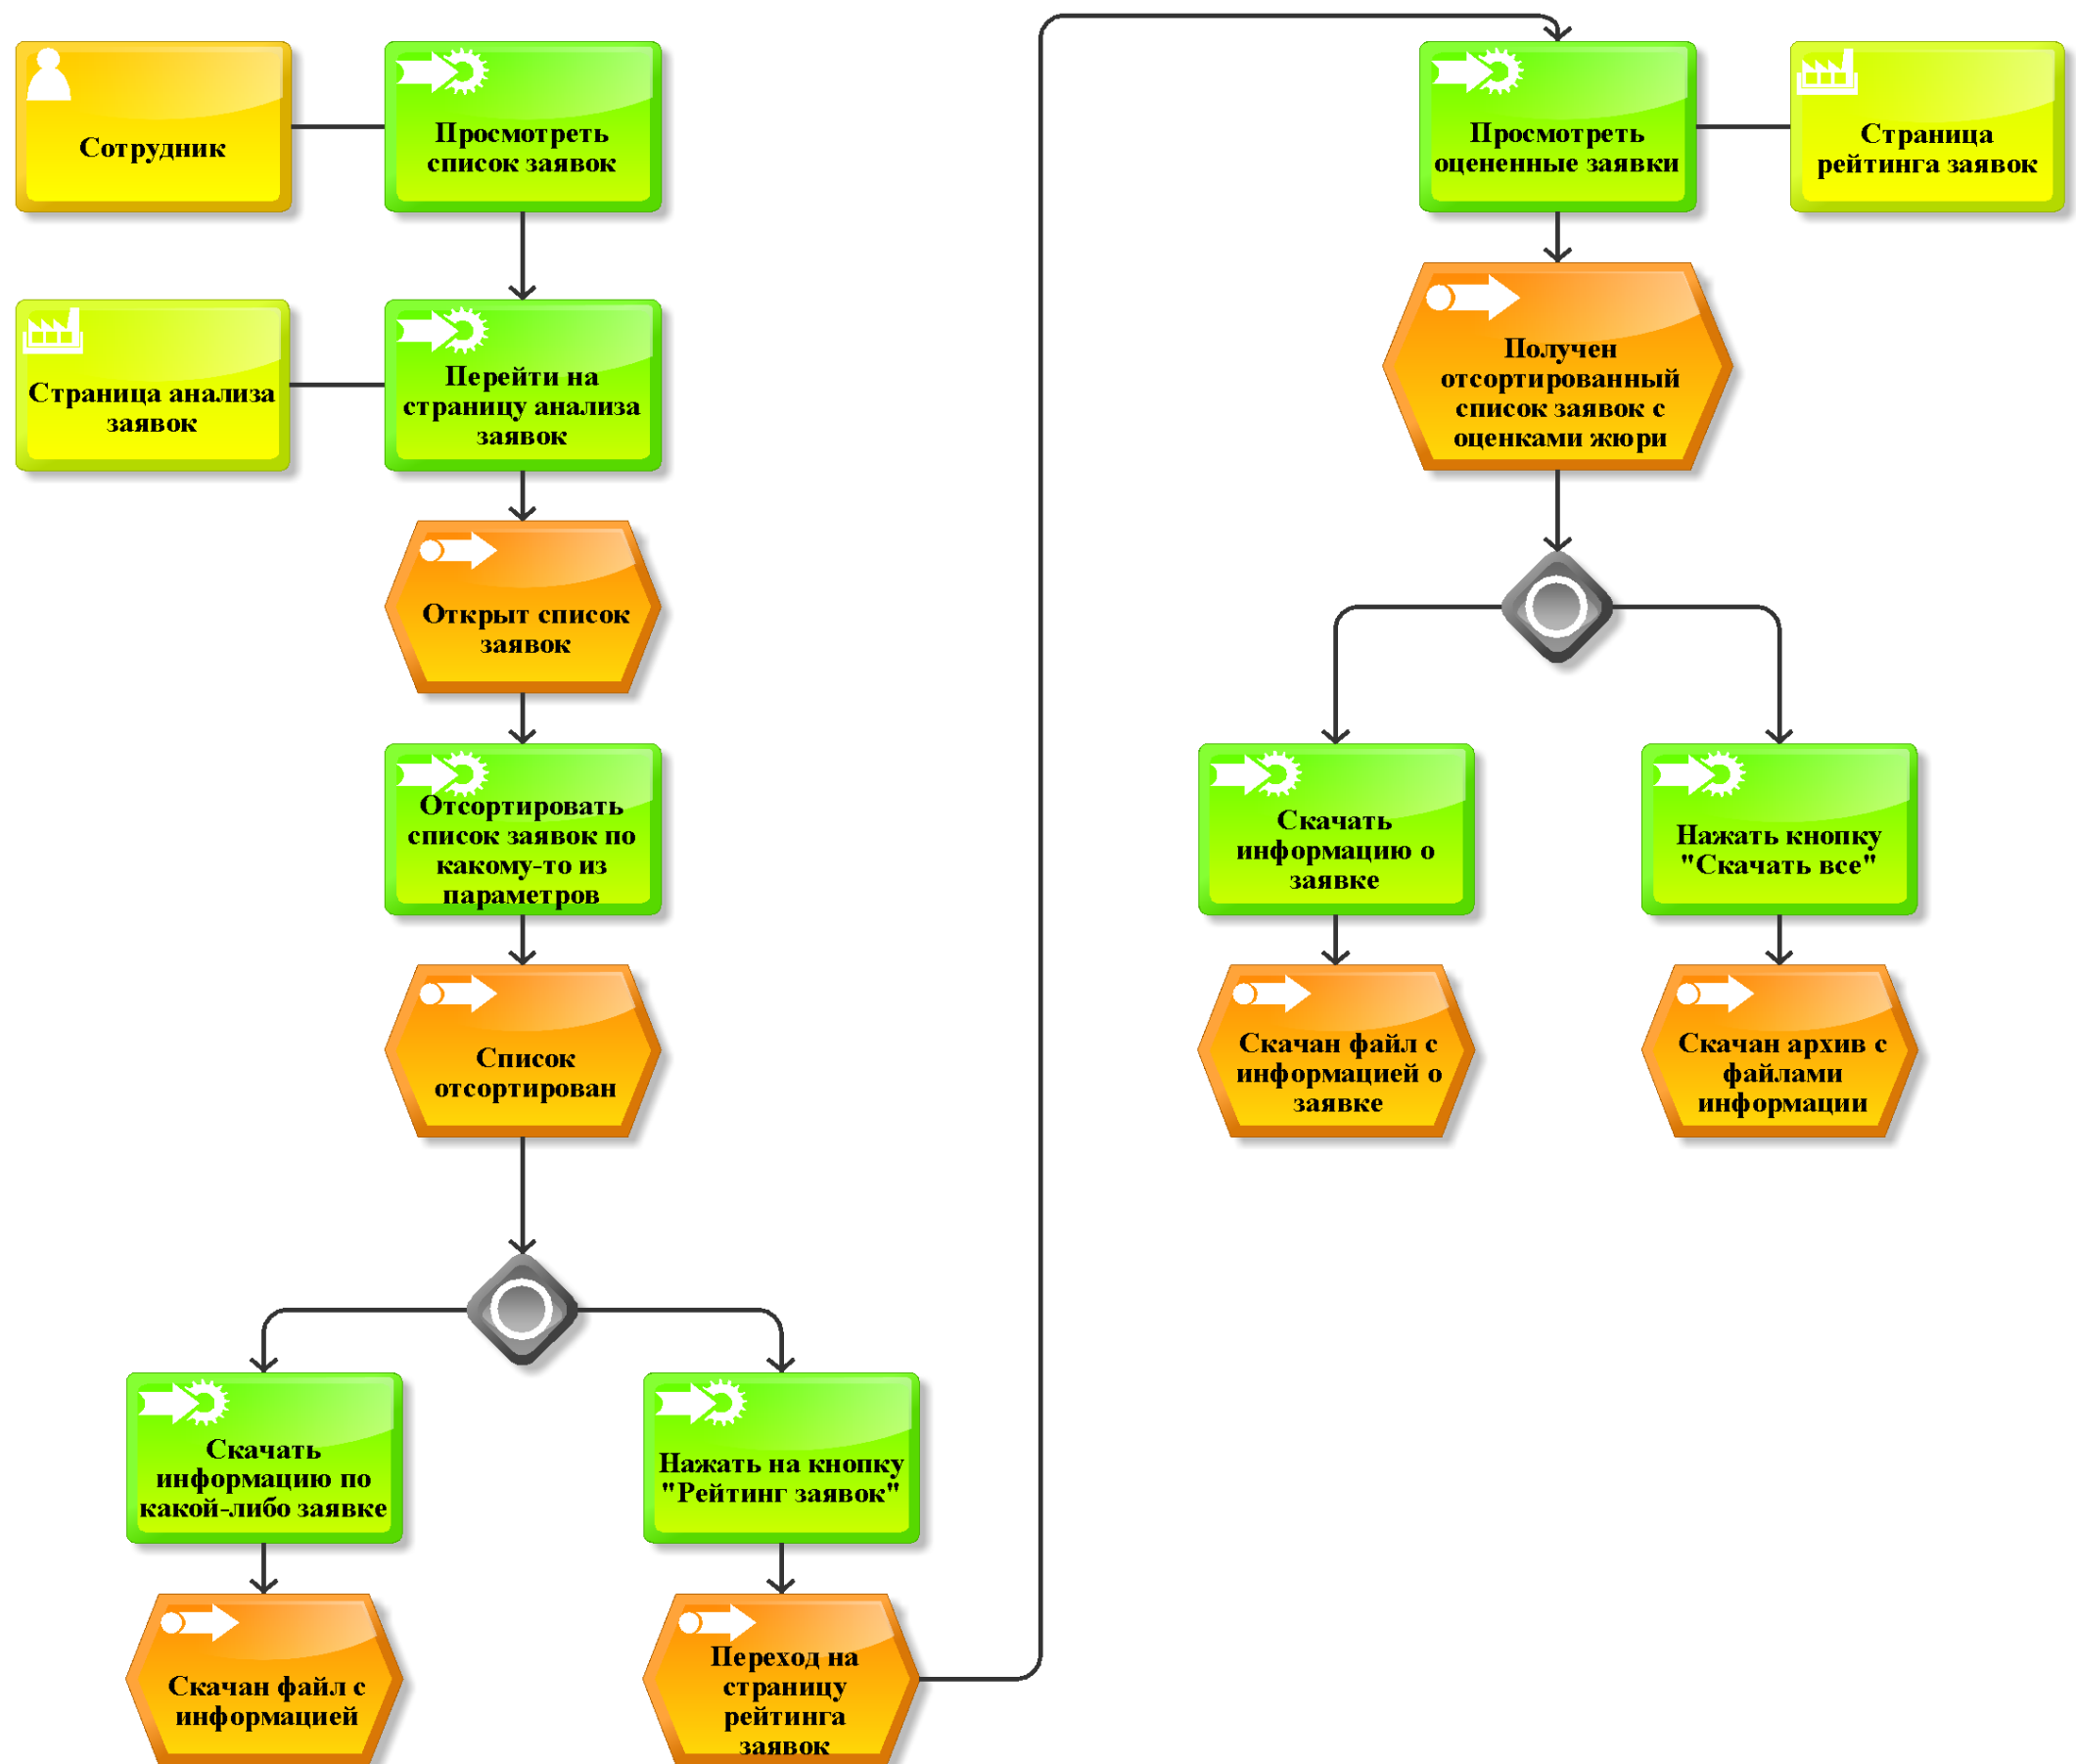 Сотрудник
Просмотреть
список заявок
Страница анализа
заявок
Перейти на
страницу анализа
заявок
Открыт список
заявок
Отсортировать
список заявок по
какому-то из
параметров
Список
отсортирован
Скачать
информацию по
какой-либо заявке
Нажать на кнопку
"Рейтинг заявок"
Скачан файл с
информацией
Переход на
страницу
рейтинга
заявок
Просмотреть
оцененные заявки
Страница
рейтинга заявок
Получен
отсортированный
список заявок с
оценками жюри
Скачать
информацию о
заявке
Нажать кнопку
"Скачать все"
Скачан файл с
информацией о
заявке
Скачан архив с
файлами
информации